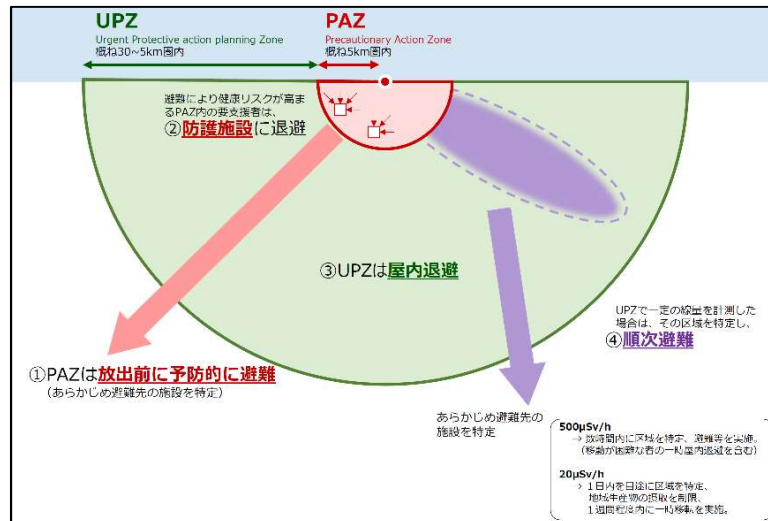 UPZ
Urgent Protective action planning Zone
概ね30~5km圏内
PAZ
Precautionary Action Zone
概ね5km圏内
避難により健康リスクが高ま
るPAZ内の要支援者は、
②防護施設に退避
③UPZは屋内退避
①PAZは放出前に予防的に避難
(あらかじめ避難先の施設を特定)
UPZで一定の線量を計測した
場合は、その区域を特定し、
④順次避難
あらかじめ避難先の
施設を特定
500μSv/h
→ 数時間内に区域を特定、避難等を実施。
(移動が困難な者の一時屋内退避を含む)
20μSv/h
→ 1日内を目途に区域を特定、
地域生産物の摂取を制限、
1週間程度内に一時移転を実施。